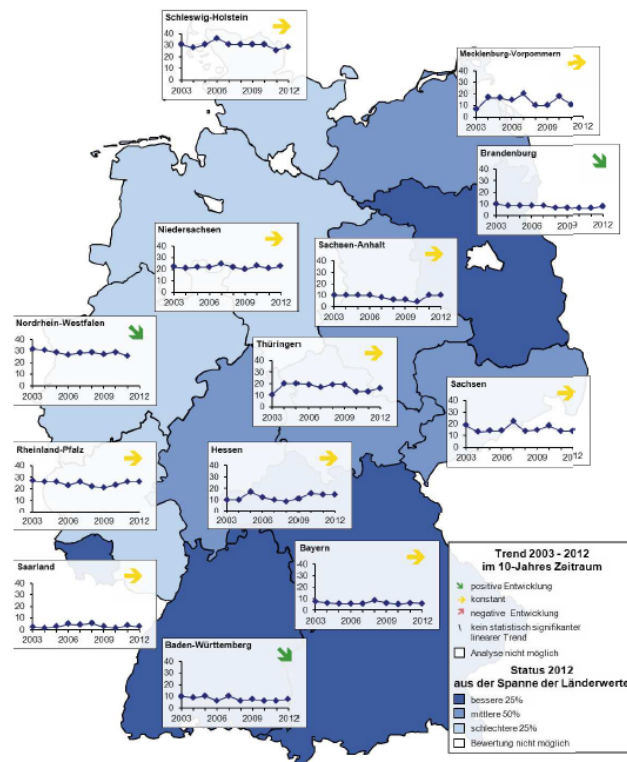 Schleswig-Holstein
40
30
20
10
0
2003 2006 2009 2012
Mecklenburg-Vorpommern
40
30
20
10
0
2003 2006 2009 2012
Brandenburg
40
30
20
10
0
2003 2006 2009 2012
Niedersachsen
40
30
20
10
0
2003 2006 2009 2012
Sachsen-Anhalt
40
30
20
10
0
2003 2006 2009 2012
Nordrhein-Westfalen
40
30
20
10
0
2003 2006 2009 2012
Thüringen
40
30
20
10
0
2003 2006 2009 2012
Sachsen
40
30
20
10
0
2003 2006 2009 2012
Rheinland-Pfalz
40
30
20
10
0
2003 2006 2009 2012
Hessen
40
30
20
10
0
2003 2006 2009 2012
Saarland
40
30
20
10
0
2003 2006 2009 2012
Bayern
40
30
20
10
0
2003 2006 2009 2012
Baden-Württemberg
40
30
20
10
0
2003 2006 2009 2012
Trend 2003 - 2012
im 10-Jahres Zeitraum
positive Entwicklung
konstant
negative Entwicklung
kein statistisch signifikanter
linearer Trend
Analyse nicht möglich
Status 2012
aus der Spanne der Länderwerte
bessere 25%
mittlere 50%
schlechtere 25%
Bewertung nicht möglich